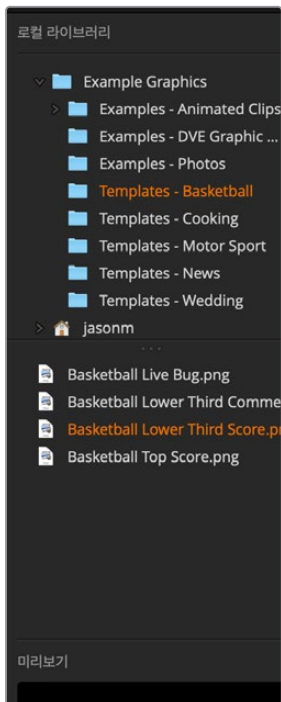 로컬 라이브러리
Example Graphics
Examples - Animated Clips
Examples - DVE Graphic ...
Examples - Photos
Templates - Basketball
Templates - Cooking
Templates - Motor Sport
Templates - News
Templates - Wedding
jasonm
Basketball Live Bug.png
Basketball Lower Third Comme
Basketball Lower Third Score.p
Basketball Top Score.png
미리보기